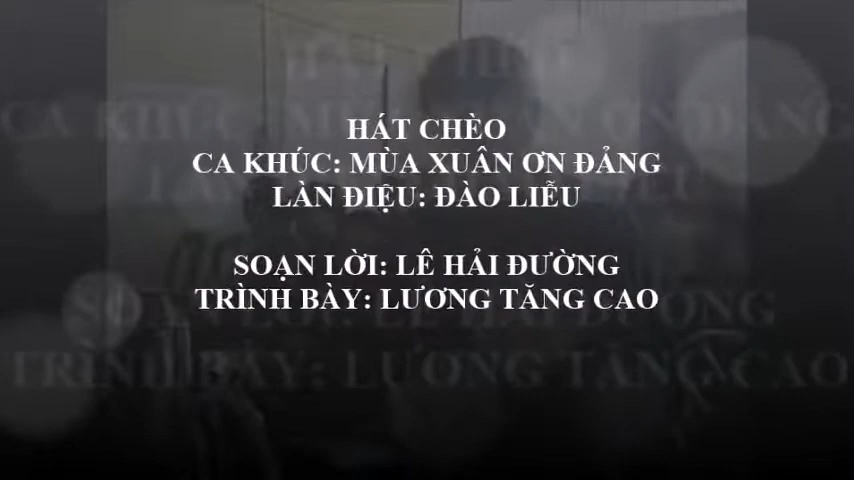 HÁT CHÈO
CA KHÚC: MÙA XUÂN ƠN ĐẢNG
LÀN ĐIỆU: ĐÀO LIỄU
SOẠN LỜI: LÊ HẢI ĐƯỜNG
TRÌNH BÀY: LƯƠNG TĂNG CAO